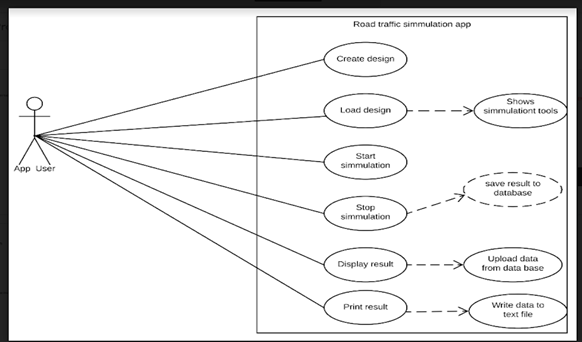 Road traffic simmulation app
Create design
Load design
Shows
simmulationt tools
Start
simmulation
save result to
database
Stop
simmulation
App User
Display result
Upload data
from data base
Print result
Write data to
text file